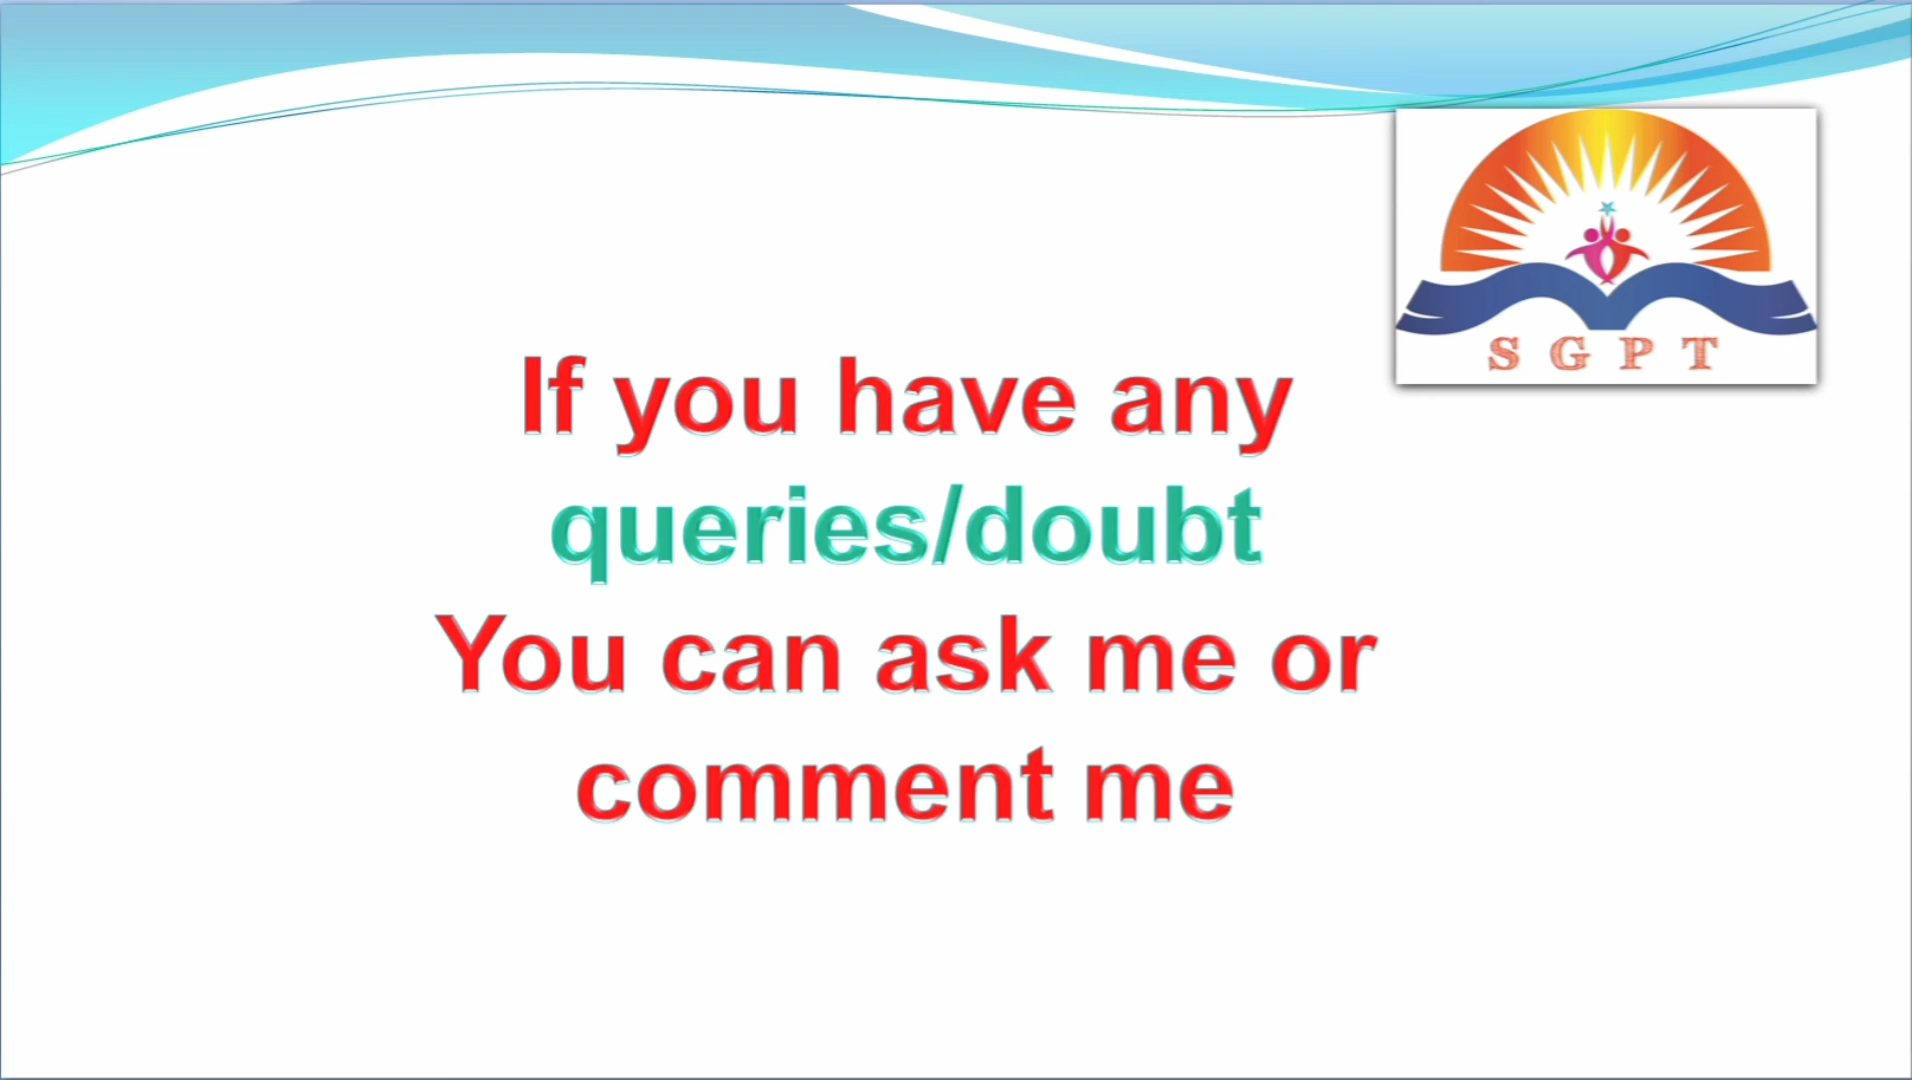 S G P T
If you have any
queries/doubt
You can ask me or
comment me